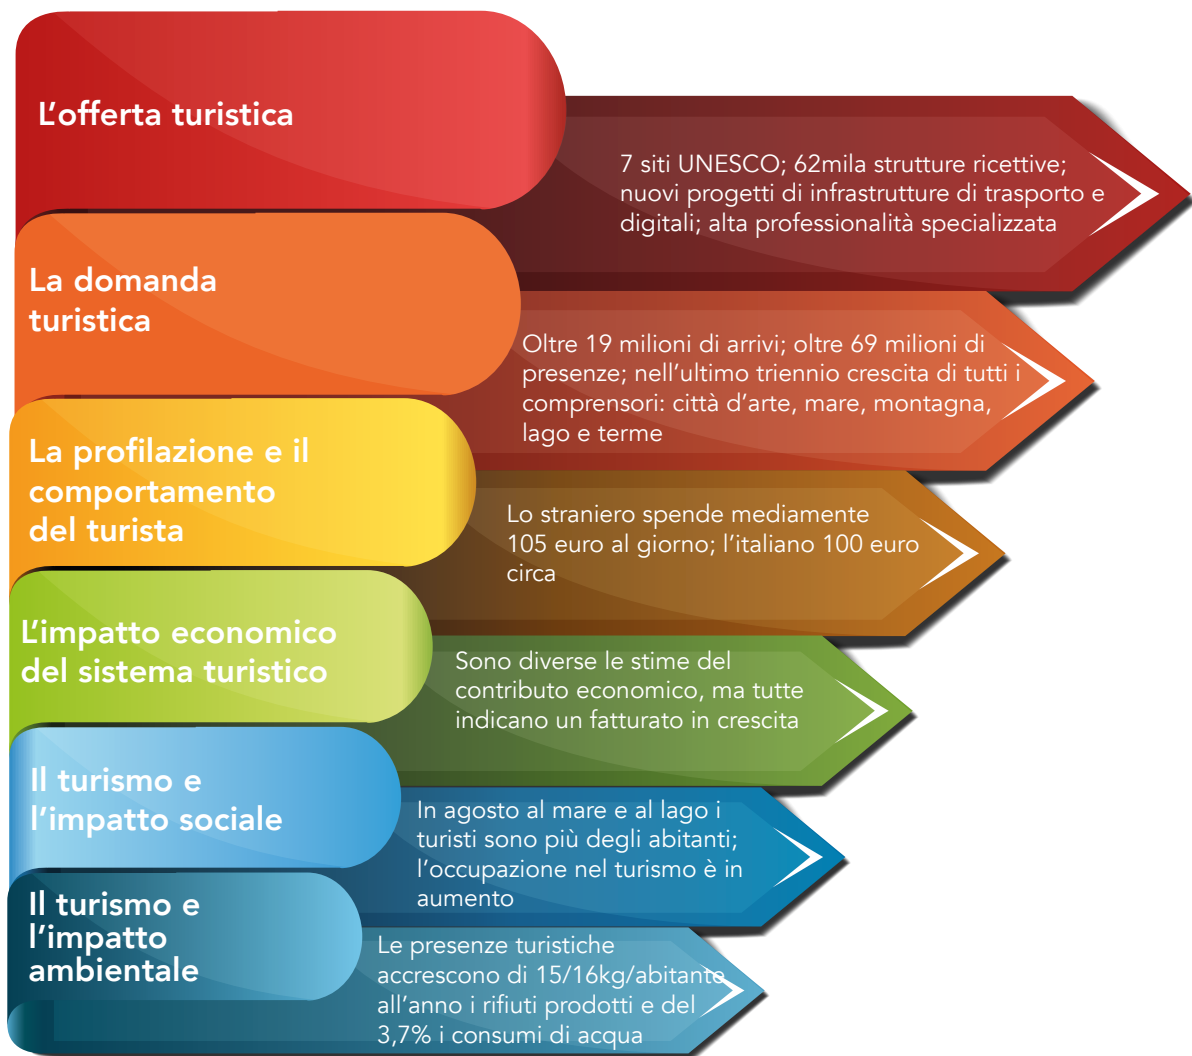 L'offerta turistica
7 siti UNESCO; 62mila strutture ricettive;
nuovi progetti di infrastrutture di trasporto e
digitali; alta professionalità specializzata
La domanda
turistica
Oltre 19 milioni di arrivi; oltre 69 milioni di
presenze; nell'ultimo triennio crescita di tutti i
comprensori: città d'arte, mare, montagna,
lago e terme
La profilazione e il
comportamento
del turista
Lo straniero spende mediamente
105 euro al giorno; l'italiano 100 euro
circa
L'impatto economico
del sistema turistico
Sono diverse le stime del
contributo economico, ma tutte
indicano un fatturato in crescita
Il turismo e
l'impatto sociale
In agosto al mare e al lago i
turisti sono più degli abitanti;
l'occupazione nel turismo è in
aumento
Il turismo e
l'impatto
ambientale
Le presenze turistiche
accrescono di 15/16kg/abitante
all'anno i rifiuti prodotti e del
3,7% i consumi di acqua